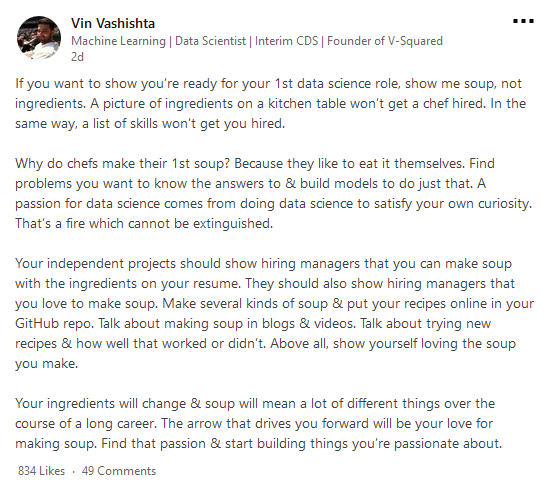 Vin Vashishta
Machine Learning | Data Scientist | Interim CDS | Founder of V-Squared
2d
If you want to show you're ready for your 1st data science role, show me soup, not
ingredients. A picture of ingredients on a kitchen table won't get a chef hired. In the
same way, a list of skills won't get you hired.
Why do chefs make their 1st soup? Because they like to eat it themselves. Find
problems you want to know the answers to & build models to do just that. A
passion for data science comes from doing data science to satisfy your own curiosity.
That's a fire which cannot be extinguished.
Your independent projects should show hiring managers that you can make soup
with the ingredients on your resume. They should also show hiring managers that
you love to make soup. Make several kinds of soup & put your recipes online in your
GitHub repo. Talk about making soup in blogs & videos. Talk about trying new
recipes & how well that worked or didn't. Above all, show yourself loving the soup
you make.
Your ingredients will change & soup will mean a lot of different things over the
course of a long career. The arrow that drives you forward will be your love for
making soup. Find that passion & start building things you're passionate about.
834 Likes · 49 Comments